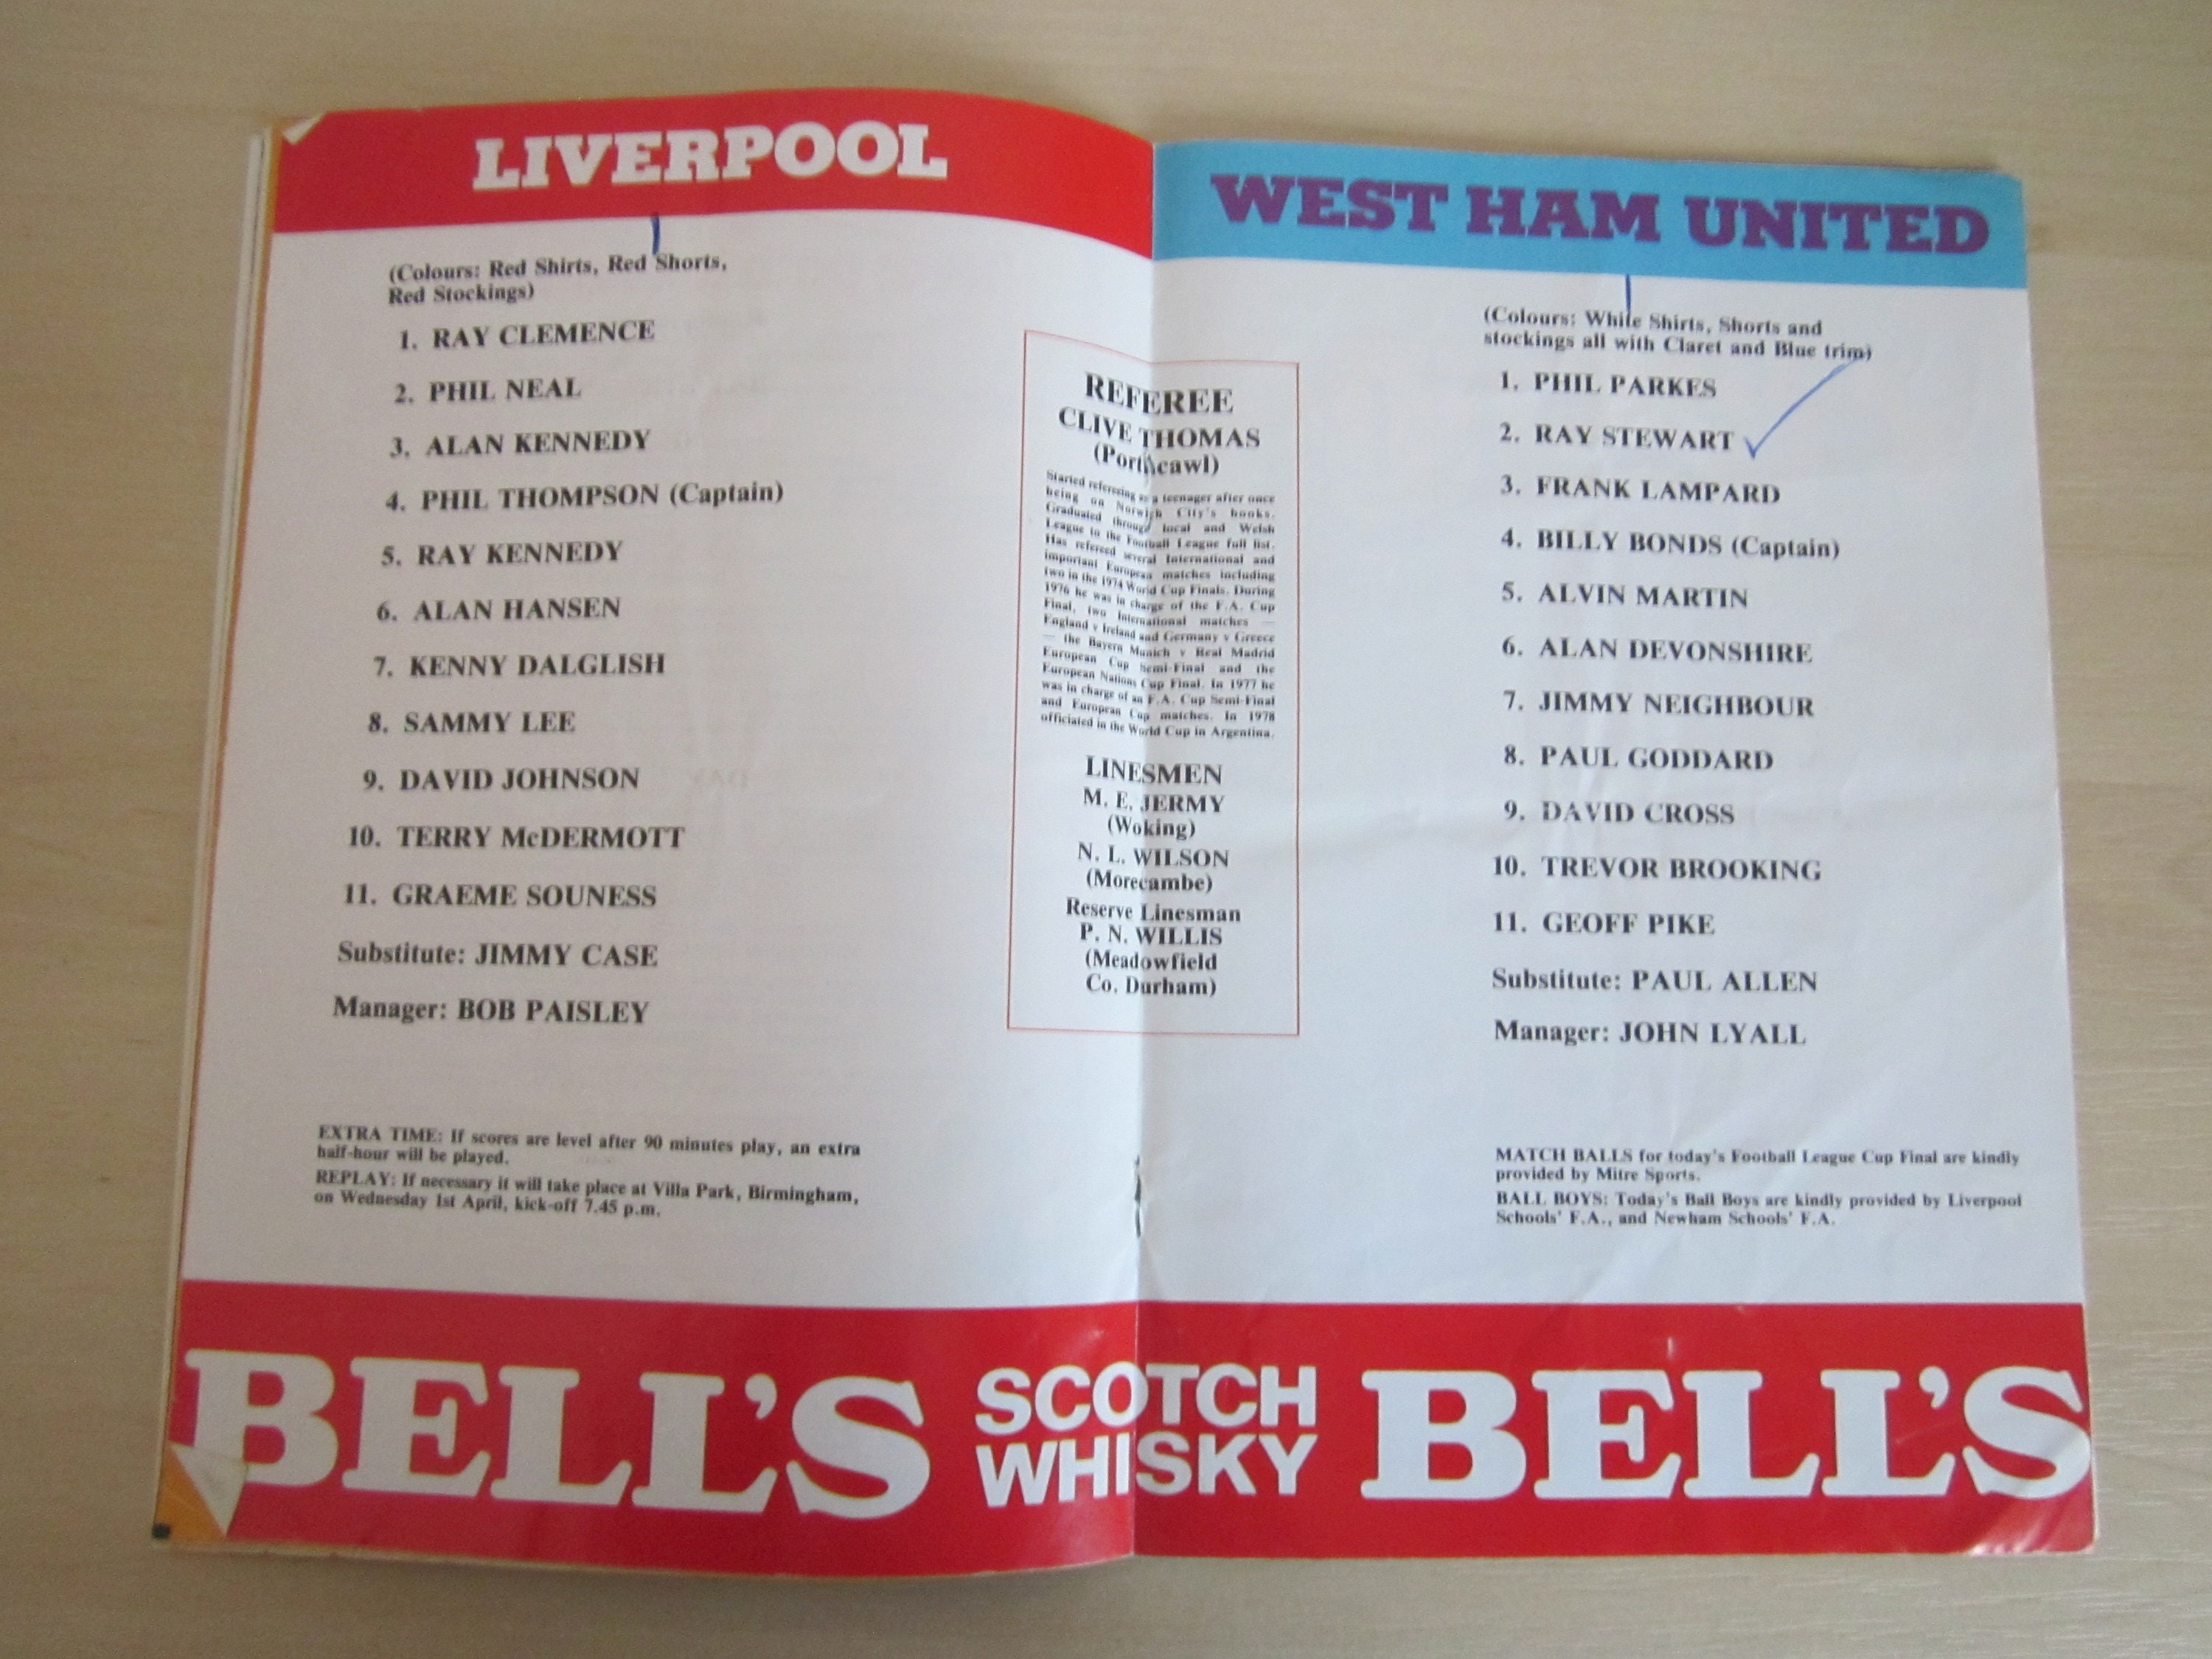 LIVERPOOL
(Colours: Red Shirts, Red Shorts,
Red Stockings)
1. RAY CLEMENCE
2. PHIL NEAL
3. ALAN KENNEDY
4. PHIL THOMPSON (Captain)
5. RAY KENNEDY
6. ALAN HANSEN
7. KENNY DALGLISH
8. SAMMY LEE
9. DAVID JOHNSON
10. TERRY McDERMOTT
11. GRAEME SOUNESS
Substitute: JIMMY CASE
Manager: BOB PAISLEY
EXTRA TIME: If scores are level after 90 minutes play, an extra
half-hour will be played.
REPLAY: If necessary it will take place at Villa Park, Birmingham,
on Wednesday 1st April, kick-off 7.45 p.m.
REFEREE
CLIVE THOMAS
(Porthcawl)
Started refereeing as a teenager after once
being on Norwich City's books.
Graduated through local and Welsh
League to the Football League full list.
Has refereed several International and
important European matches including
two in the 1974 World Cup Finals. During
1976 he was in charge of the F.A. Cup
Final, two International matches —
England v Ireland and Germany v Greece
— the Bayern Munich v Real Madrid
European Cup Semi-Final and the
European Nations Cup Final. In 1977 he
was in charge of an F.A. Cup Semi-Final
and European Cup matches. In 1978
officiated in the World Cup in Argentina.
LINESMEN
M. E. JERMY
(Woking)
N. L. WILSON
(Morecambe)
Reserve Linesman
P. N. WILLIS
(Meadowfield
Co. Durham)
WEST HAM UNITED
(Colours: White Shirts, Shorts and
stockings all with Claret and Blue trim)
1. PHIL PARKES
2. RAY STEWART
3. FRANK LAMPARD
4. BILLY BONDS (Captain)
5. ALVIN MARTIN
6. ALAN DEVONSHIRE
7. JIMMY NEIGHBOUR
8. PAUL GODDARD
9. DAVID CROSS
10. TREVOR BROOKING
11. GEOFF PIKE
Substitute: PAUL ALLEN
Manager: JOHN LYALL
MATCH BALLS for today's Football League Cup Final are kindly
provided by Mitre Sports.
BALL BOYS: Today's Ball Boys are kindly provided by Liverpool
Schools' F.A., and Newham Schools' F.A.
BELL'S SCOTCH WHISKY BELL'S